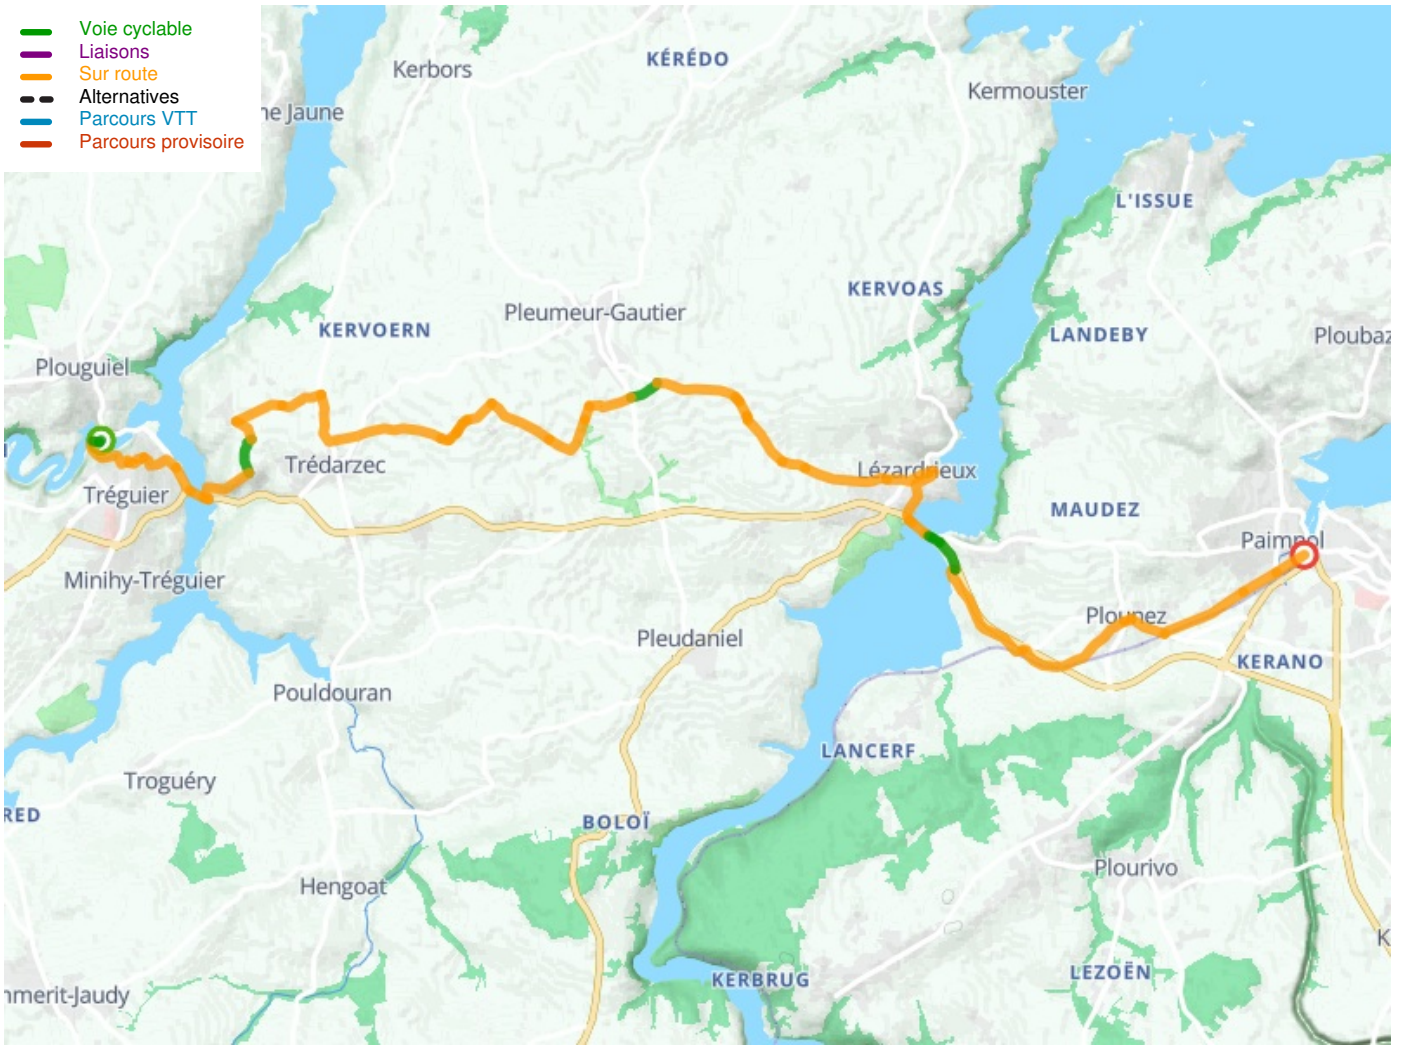 Voie cyclable
Liaisons
Sur route
Alternatives
Parcours VTT
Parcours provisoire
Kerbors
KÉRÉDO
Kermouster
ne Jaune
L'ISSUE
KERVOAS
Pleumeur-Gautier
KERVOERN
LANDEBY
Ploubaz
Plouguiel
Trédarzec
Lézardrieux
Tréguier
MAUDEZ
Paimpol
Minihy-Tréguier
Plounez
Pleudaniel
KERANO
Pouldouran
LANCERF
Troguéry
RED
BOLOÏ
Plourivo
Hengoat
K
LEZOËN
KERBRUG
nmerit-Jaudy